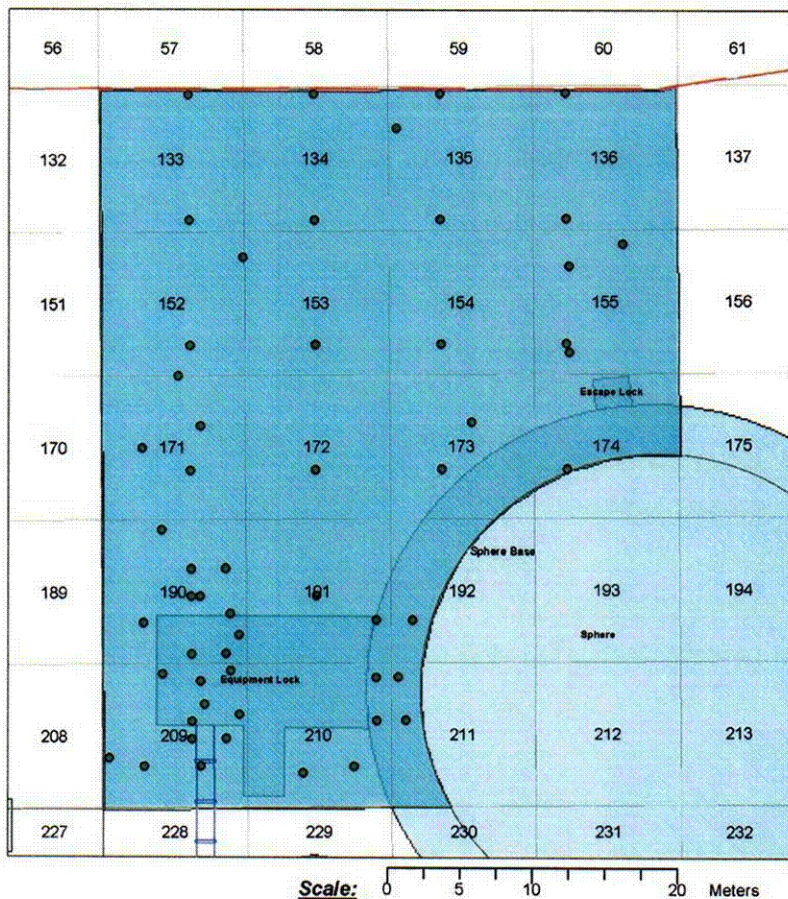 56 57 58 59 60 61
132 133 134 135 136 137
151 152 153 154 155 156
Escape Lock
170 171 172 173 174 175
Sphere Base
189 190 191 192 193 194
Sphere
Equipment Lock
208 209 210 211 212 213
227 228 229 230 231 232
Scale: 0 5 10 20 Meters